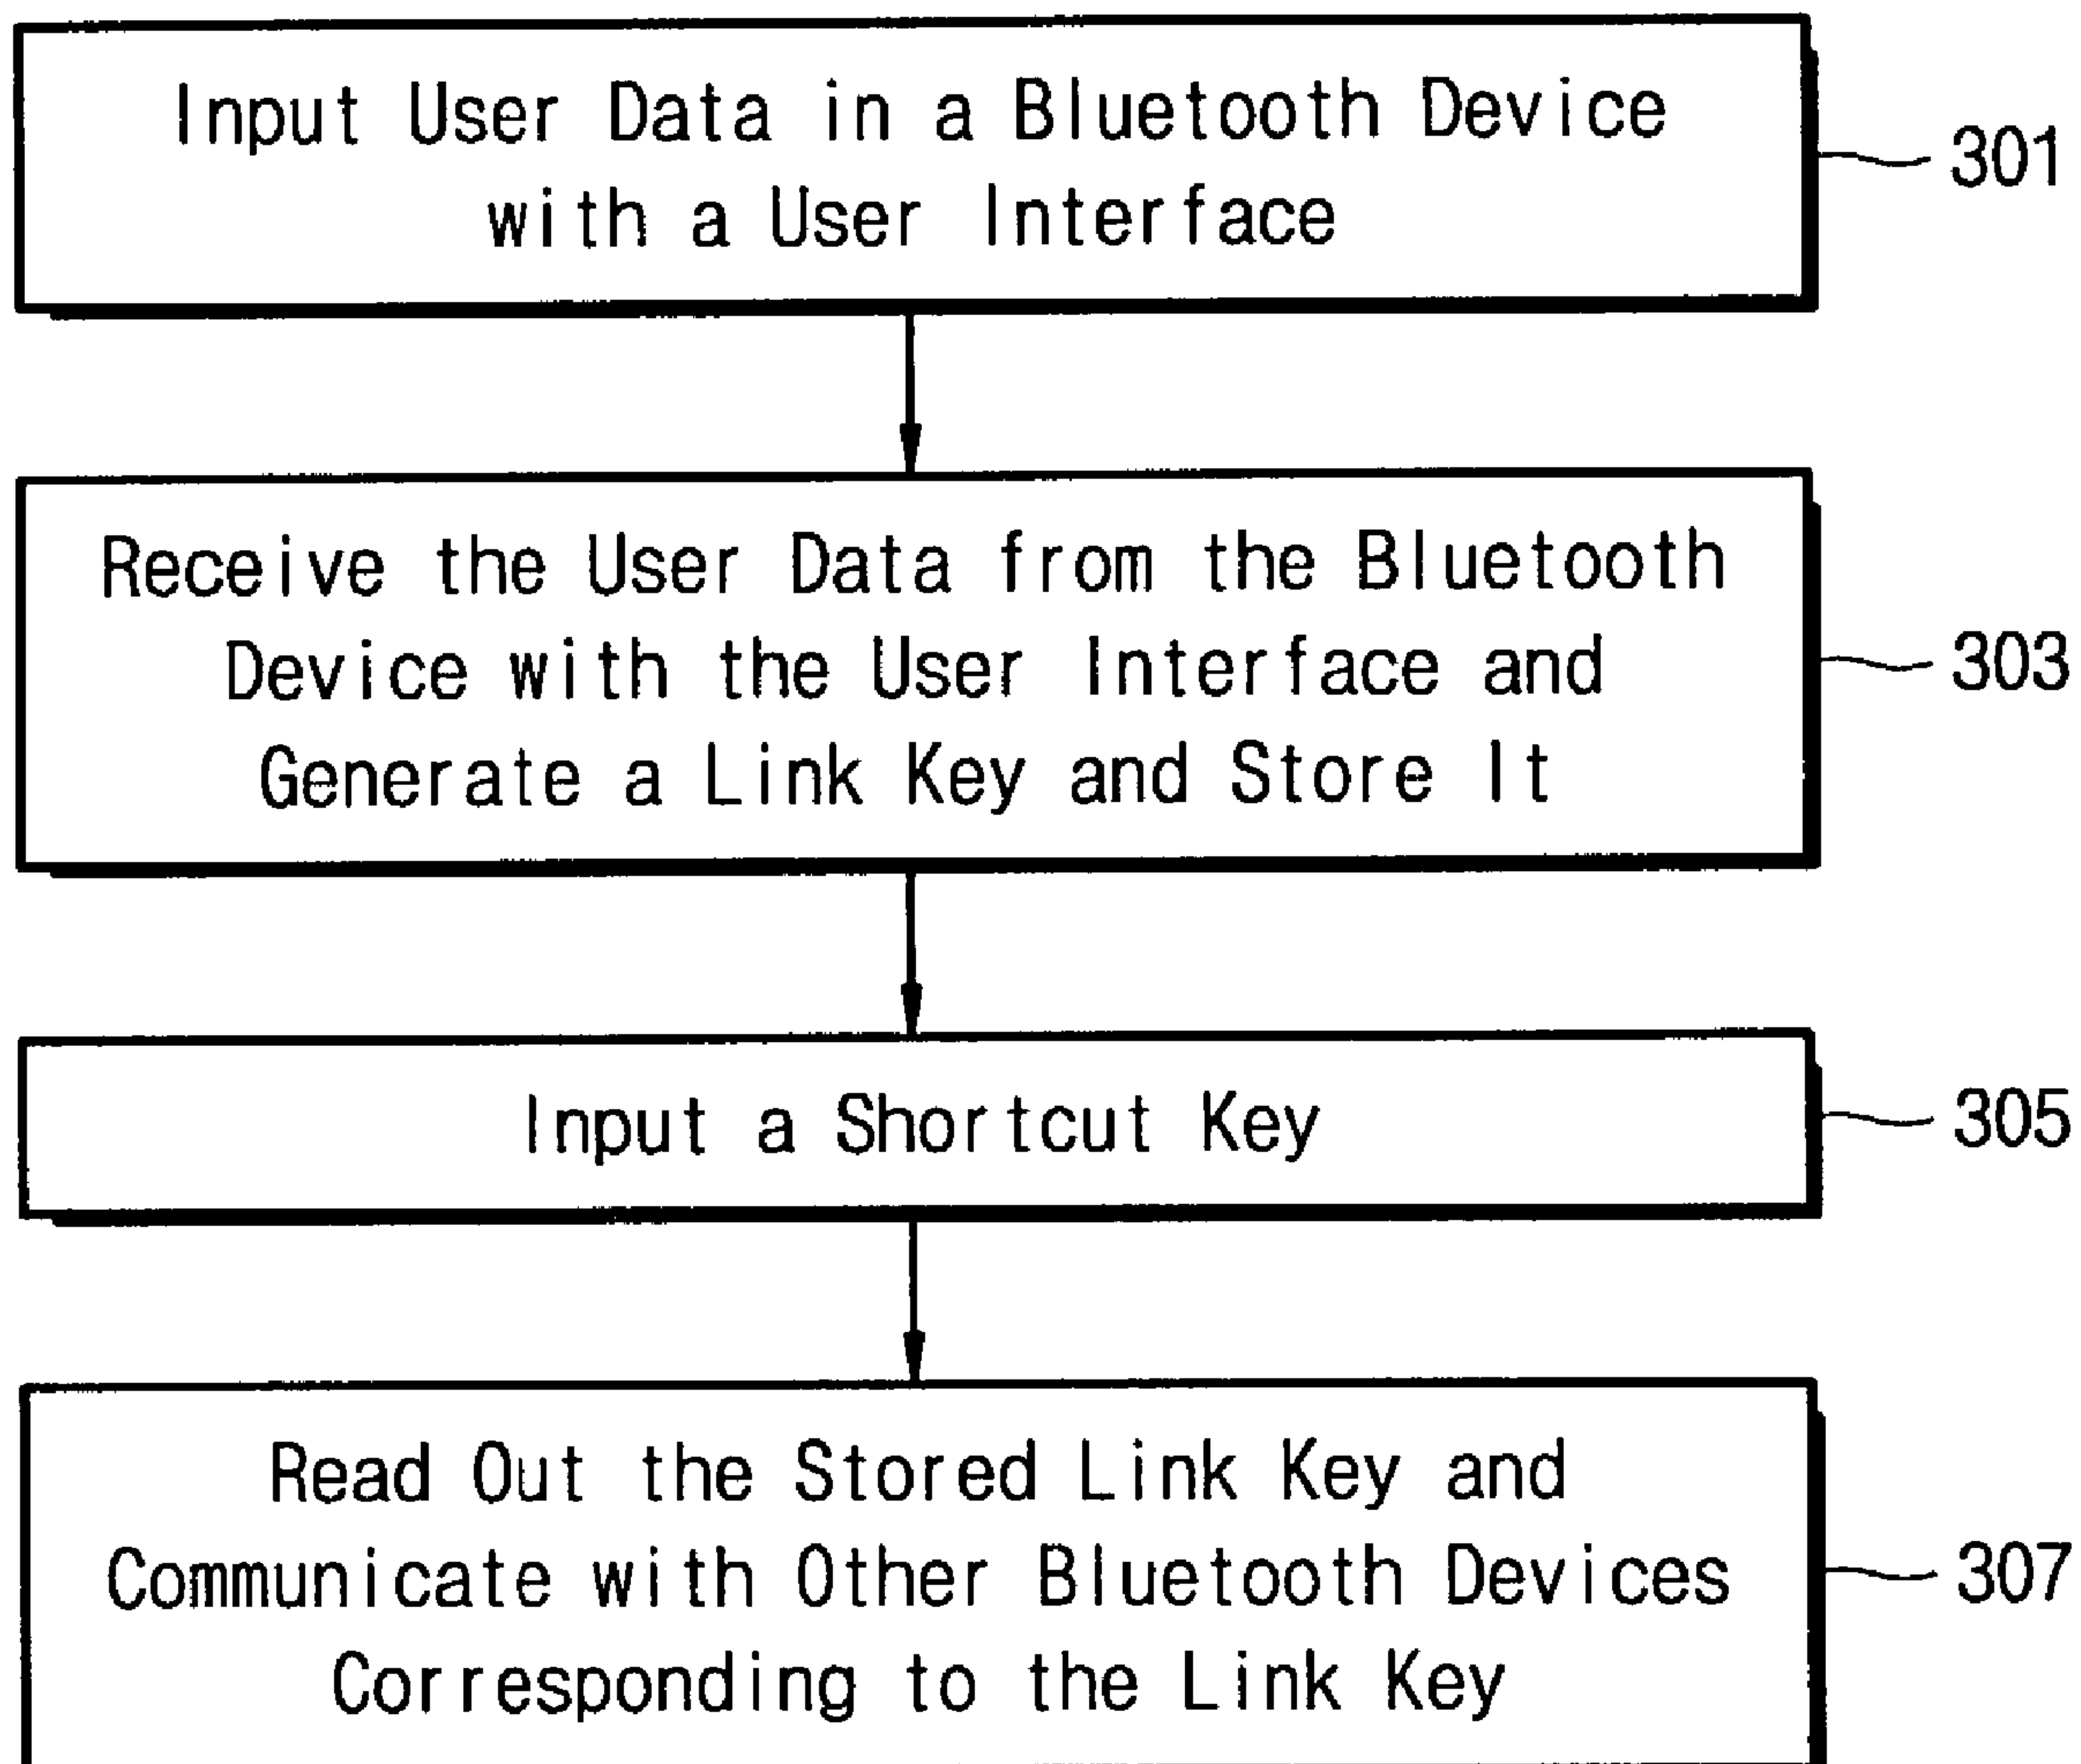 Input User Data in a Bluetooth Device
with a User Interface
301
Receive the User Data from the Bluetooth
Device with the User Interface and
Generate a Link Key and Store It
303
Input a Shortcut Key
305
Read Out the Stored Link Key and
Communicate with Other Bluetooth Devices
Corresponding to the Link Key
307